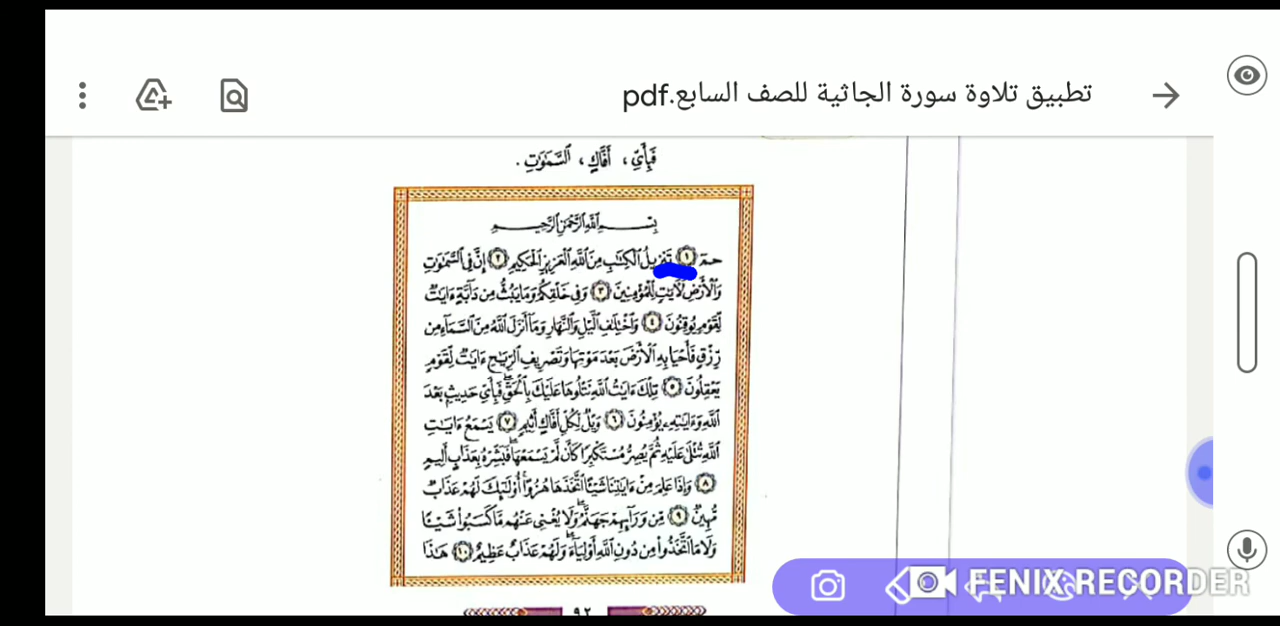 تطبيق تلاوة سورة الجاثية للصف السابع.pdf
فَبِأَيِّ ، أَفَّاكٍ ، ٱلسَّمَٰوَٰتِ .
بِسْمِ ٱللَّهِ ٱلرَّحْمَٰنِ ٱلرَّحِيمِ
حمٓ ١ تَنزِيلُ ٱلْكِتَٰبِ مِنَ ٱللَّهِ ٱلْعَزِيزِ ٱلْحَكِيمِ ٢ إِنَّ فِى ٱلسَّمَٰوَٰتِ
وَٱلْأَرْضِ لَءَايَٰتٍ لِّلْمُؤْمِنِينَ ٣ وَفِى خَلْقِكُمْ وَمَا يَبُثُّ مِن دَآبَّةٍ ءَايَٰتٌ
لِّقَوْمٍ يُوقِنُونَ ٤ وَٱخْتِلَٰفِ ٱلَّيْلِ وَٱلنَّهَارِ وَمَآ أَنزَلَ ٱللَّهُ مِنَ ٱلسَّمَآءِ مِن
رِّزْقٍ فَأَحْيَا بِهِ ٱلْأَرْضَ بَعْدَ مَوْتِهَا وَتَصْرِيفِ ٱلرِّيَٰحِ ءَايَٰتٌ لِّقَوْمٍ
يَعْقِلُونَ ٥ تِلْكَ ءَايَٰتُ ٱللَّهِ نَتْلُوهَا عَلَيْكَ بِٱلْحَقِّ ۖ فَبِأَىِّ حَدِيثٍۭ بَعْدَ
ٱللَّهِ وَءَايَٰتِهِۦ يُؤْمِنُونَ ٦ وَيْلٌ لِّكُلِّ أَفَّاكٍ أَثِيمٍ ٧ يَسْمَعُ ءَايَٰتِ
ٱللَّهِ تُتْلَىٰ عَلَيْهِ ثُمَّ يُصِرُّ مُسْتَكْبِرًا كَأَن لَّمْ يَسْمَعْهَا ۖ فَبَشِّرْهُ بِعَذَابٍ أَلِيمٍ
٨ وَإِذَا عَلِمَ مِنْ ءَايَٰتِنَا شَيْـًٔا ٱتَّخَذَهَا هُزُوًا ۚ أُو۟لَٰٓئِكَ لَهُمْ عَذَابٌ
مُّهِينٌ ٩ مِّن وَرَآئِهِمْ جَهَنَّمُ ۖ وَلَا يُغْنِى عَنْهُم مَّا كَسَبُوا۟ شَيْـًٔا
وَلَا مَا ٱتَّخَذُوا۟ مِن دُونِ ٱللَّهِ أَوْلِيَآءَ ۖ وَلَهُمْ عَذَابٌ عَظِيمٌ ١٠ هَٰذَا
٩٢
FENIX RECORDER